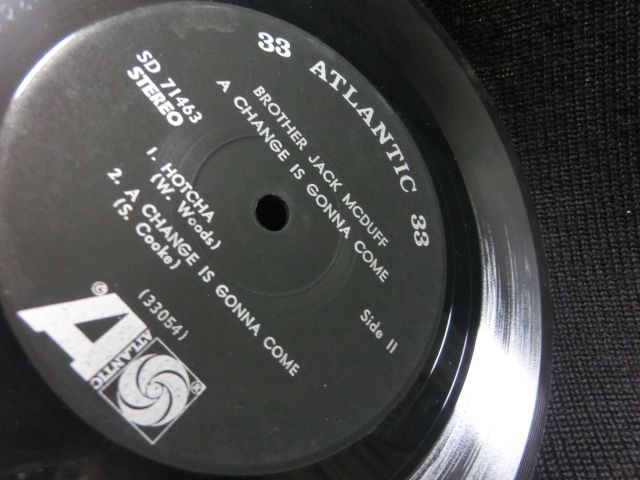 33 ATLANTIC 33
BROTHER JACK MCDUFF
A CHANGE IS GONNA COME
SD 71463
STEREO
Side II
1. HOTCHA
(W. Woods)
2. A CHANGE IS GONNA COME
(S. Cooke)
(33054)
©
A
ATLANTIC
®